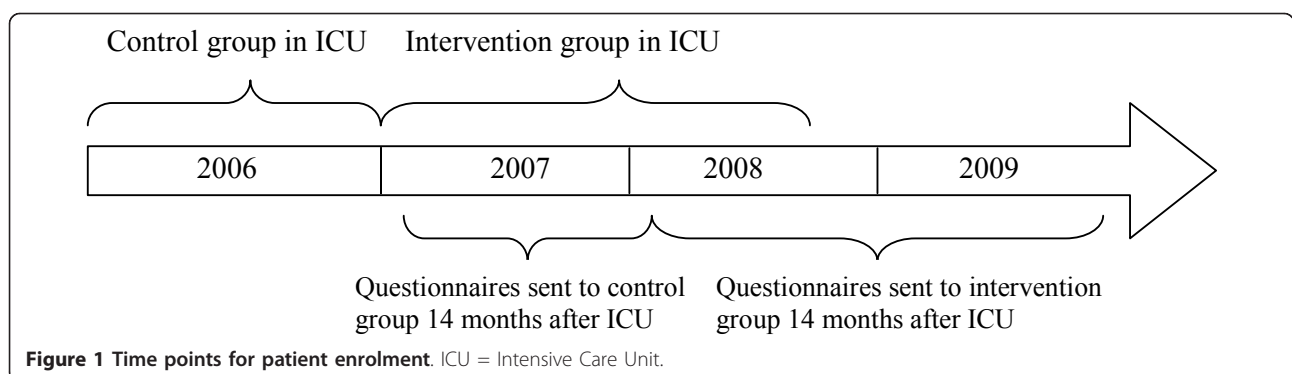 Control group in ICU Intervention group in ICU
2006 2007 2008 2009
Questionnaires sent to control group 14 months after ICU
Questionnaires sent to intervention group 14 months after ICU
Figure 1 Time points for patient enrolment. ICU = Intensive Care Unit.